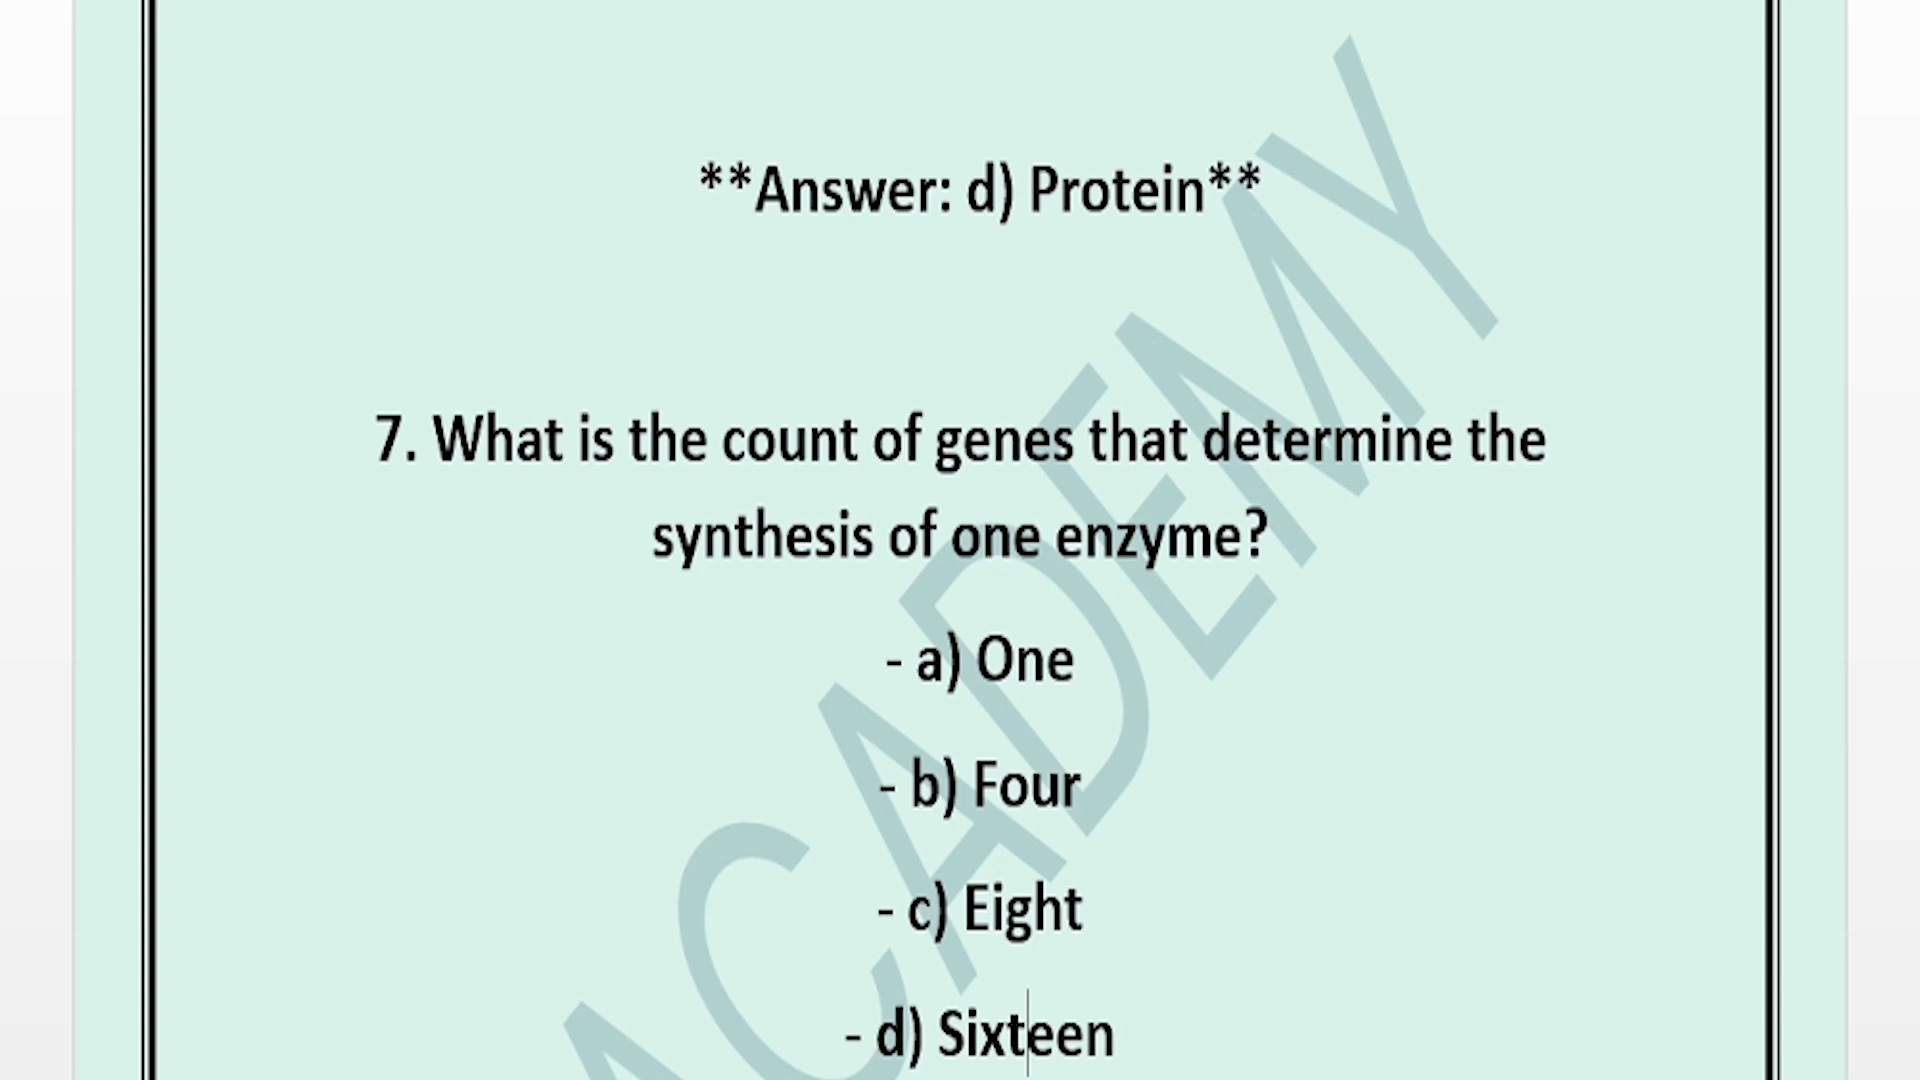 **Answer: d) Protein**
7. What is the count of genes that determine the
synthesis of one enzyme?
- a) One
- b) Four
- c) Eight
- d) Sixteen
ACADEMY